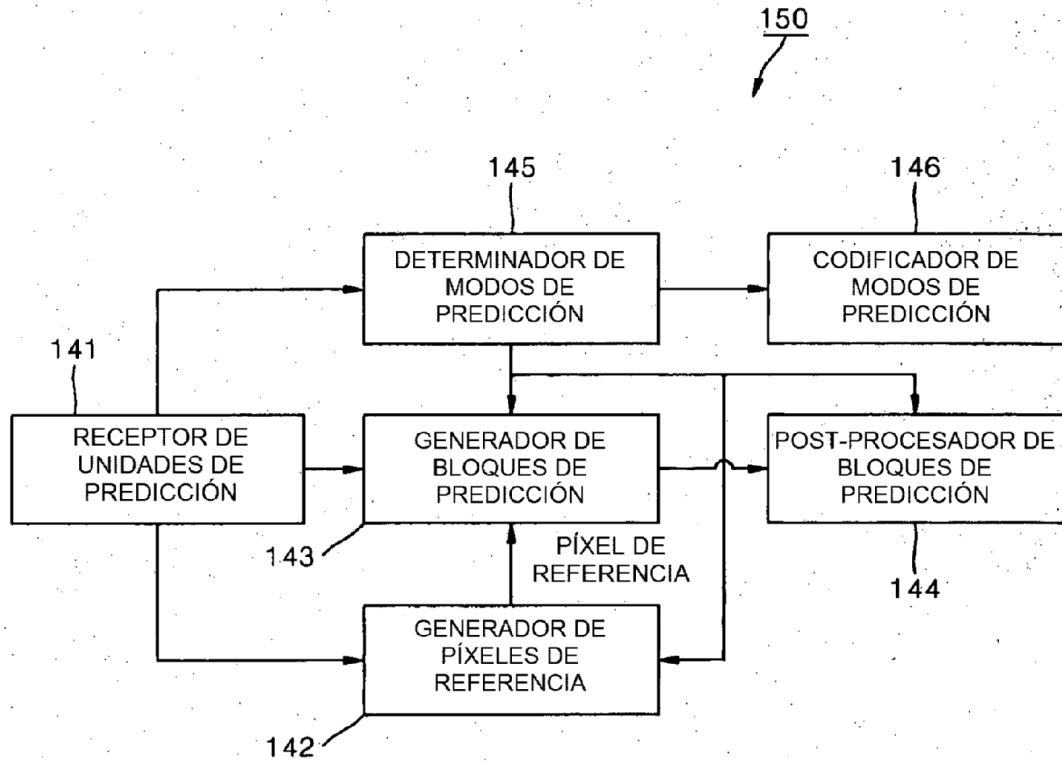 150
145
146
DETERMINADOR DE
MODOS DE
PREDICCIÓN
CODIFICADOR DE
MODOS DE
PREDICCIÓN
141
RECEPTOR DE
UNIDADES DE
PREDICCIÓN
GENERADOR DE
BLOQUES DE
PREDICCIÓN
POST-PROCESADOR DE
BLOQUES DE
PREDICCIÓN
143
PÍXEL DE
REFERENCIA
144
GENERADOR DE
PÍXELES DE
REFERENCIA
142